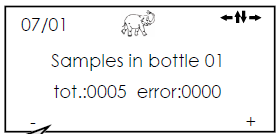 07/01
Samples in bottle 01
tot.:0005 error:0000
- +